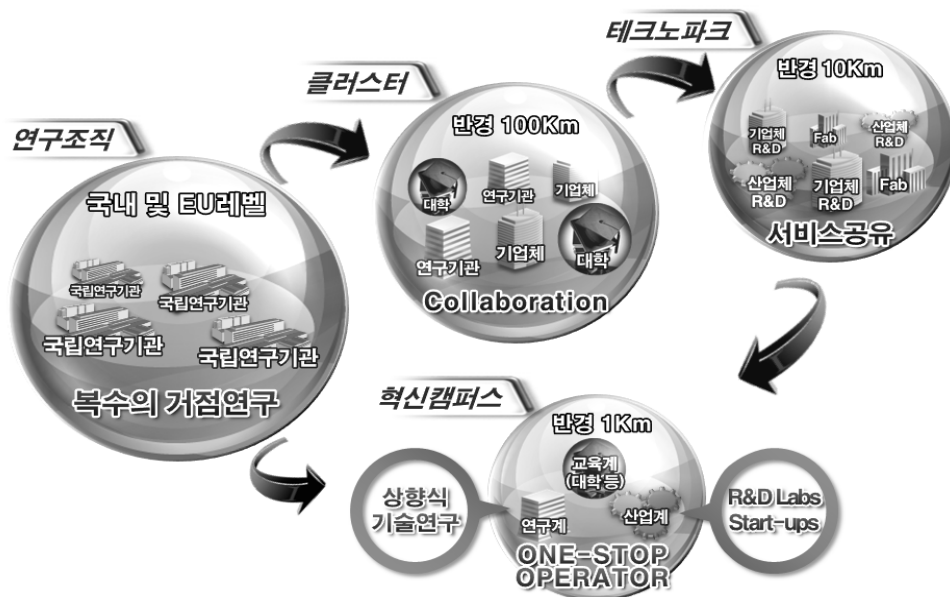 연구조직
국내 및 EU레벨
국립연구기관
국립연구기관
국립연구기관
국립연구기관
복수의 거점연구
클러스터
반경 100Km
대학
연구기관
기업체
연구기관
기업체
대학
Collaboration
테크노파크
반경 10Km
기업체
R&D
Fab
산업체
R&D
산업체
R&D
기업체
R&D
Fab
서비스공유
혁신캠퍼스
반경 1Km
교육계
(대학 등)
연구계
산업계
ONE-STOP
OPERATOR
상향식
기술연구
R&D Labs
Start-ups